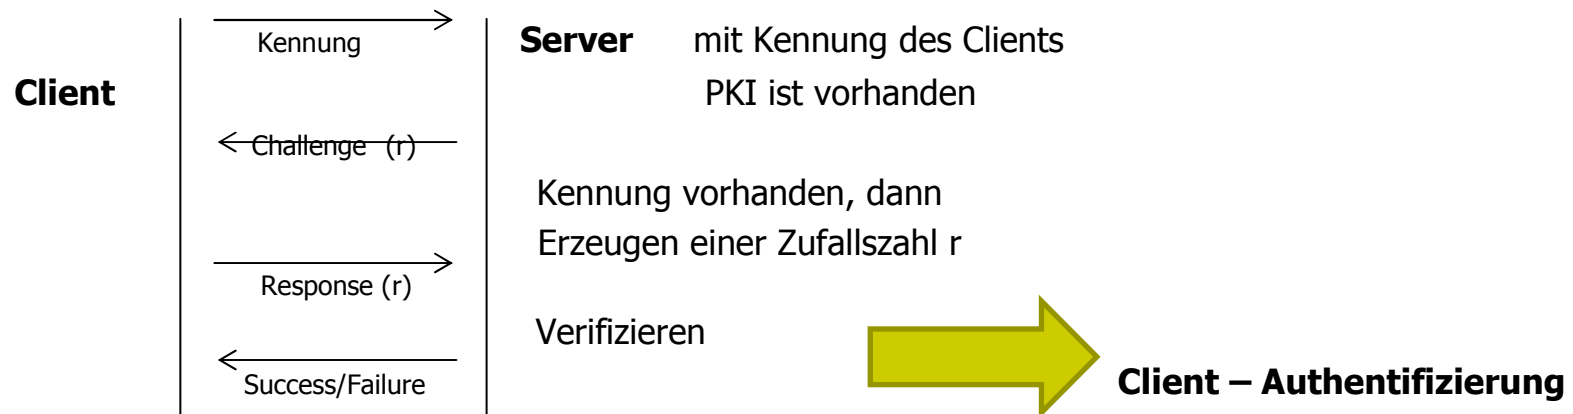 Kennung
Server mit Kennung des Clients
Client
PKI ist vorhanden
Challenge (r)
Kennung vorhanden, dann
Erzeugen einer Zufallszahl r
Response (r)
Verifizieren
Success/Failure
Client – Authentifizierung